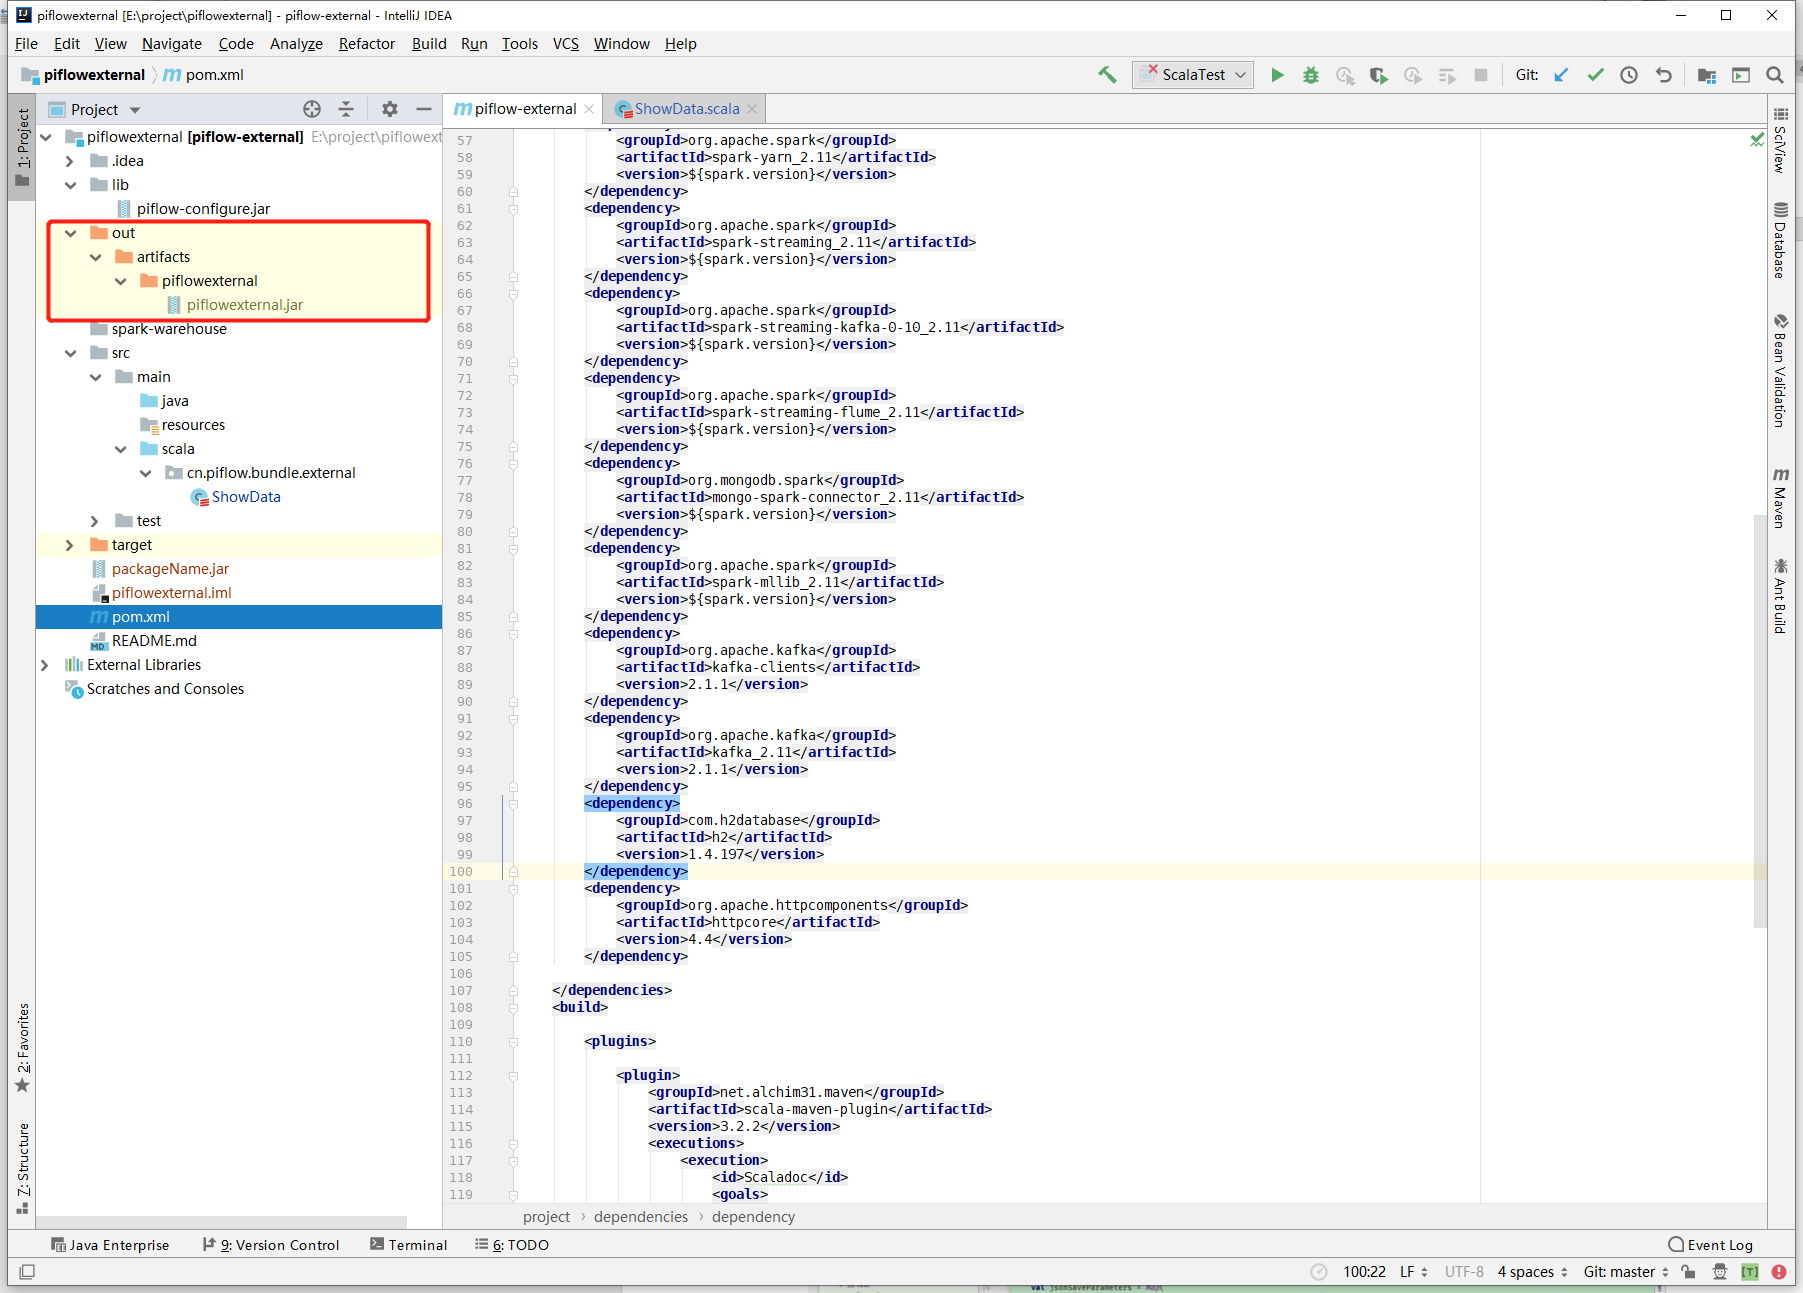 piflowexternal [E:\project\piflowexternal] - piflow-external - IntelliJ IDEA
File Edit View Navigate Code Analyze Refactor Build Run Tools VCS Window Help
piflowexternal pom.xml
ScalaTest
Git:
1: Project
2: Favorites
7: Structure
Project
piflowexternal [piflow-external] E:\project\piflowext
.idea
lib
piflow-configure.jar
out
artifacts
piflowexternal
piflowexternal.jar
spark-warehouse
src
main
java
resources
scala
cn.piflow.bundle.external
ShowData
test
target
packageName.jar
piflowexternal.iml
pom.xml
README.md
External Libraries
Scratches and Consoles
piflow-external
ShowData.scala
57 <groupId>org.apache.spark</groupId>
58 <artifactId>spark-yarn_2.11</artifactId>
59 <version>${spark.version}</version>
60 </dependency>
61 <dependency>
62 <groupId>org.apache.spark</groupId>
63 <artifactId>spark-streaming_2.11</artifactId>
64 <version>${spark.version}</version>
65 </dependency>
66 <dependency>
67 <groupId>org.apache.spark</groupId>
68 <artifactId>spark-streaming-kafka-0-10_2.11</artifactId>
69 <version>${spark.version}</version>
70 </dependency>
71 <dependency>
72 <groupId>org.apache.spark</groupId>
73 <artifactId>spark-streaming-flume_2.11</artifactId>
74 <version>${spark.version}</version>
75 </dependency>
76 <dependency>
77 <groupId>org.mongodb.spark</groupId>
78 <artifactId>mongo-spark-connector_2.11</artifactId>
79 <version>${spark.version}</version>
80 </dependency>
81 <dependency>
82 <groupId>org.apache.spark</groupId>
83 <artifactId>spark-mllib_2.11</artifactId>
84 <version>${spark.version}</version>
85 </dependency>
86 <dependency>
87 <groupId>org.apache.kafka</groupId>
88 <artifactId>kafka-clients</artifactId>
89 <version>2.1.1</version>
90 </dependency>
91 <dependency>
92 <groupId>org.apache.kafka</groupId>
93 <artifactId>kafka_2.11</artifactId>
94 <version>2.1.1</version>
95 </dependency>
96 <dependency>
97 <groupId>com.h2database</groupId>
98 <artifactId>h2</artifactId>
99 <version>1.4.197</version>
100 </dependency>
101 <dependency>
102 <groupId>org.apache.httpcomponents</groupId>
103 <artifactId>httpcore</artifactId>
104 <version>4.4</version>
105 </dependency>
106
107 </dependencies>
108 <build>
109
110 <plugins>
111
112 <plugin>
113 <groupId>net.alchim31.maven</groupId>
114 <artifactId>scala-maven-plugin</artifactId>
115 <version>3.2.2</version>
116 <executions>
117 <execution>
118 <id>Scaladoc</id>
119 <goals>
project › dependencies › dependency
SciView
Database
Bean Validation
Maven
Ant Build
Java Enterprise 9: Version Control Terminal 6: TODO Event Log
100:22 LF UTF-8 4 spaces Git: master
val jsonSaveParameters = Map(